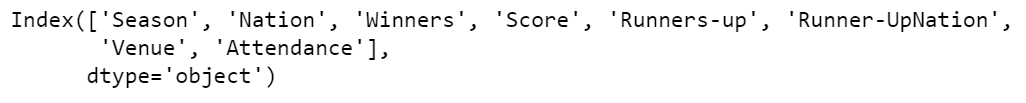 Index(['Season', 'Nation', 'Winners', 'Score', 'Runners-up', 'Runner-UpNation',
'Venue', 'Attendance'],
dtype='object')